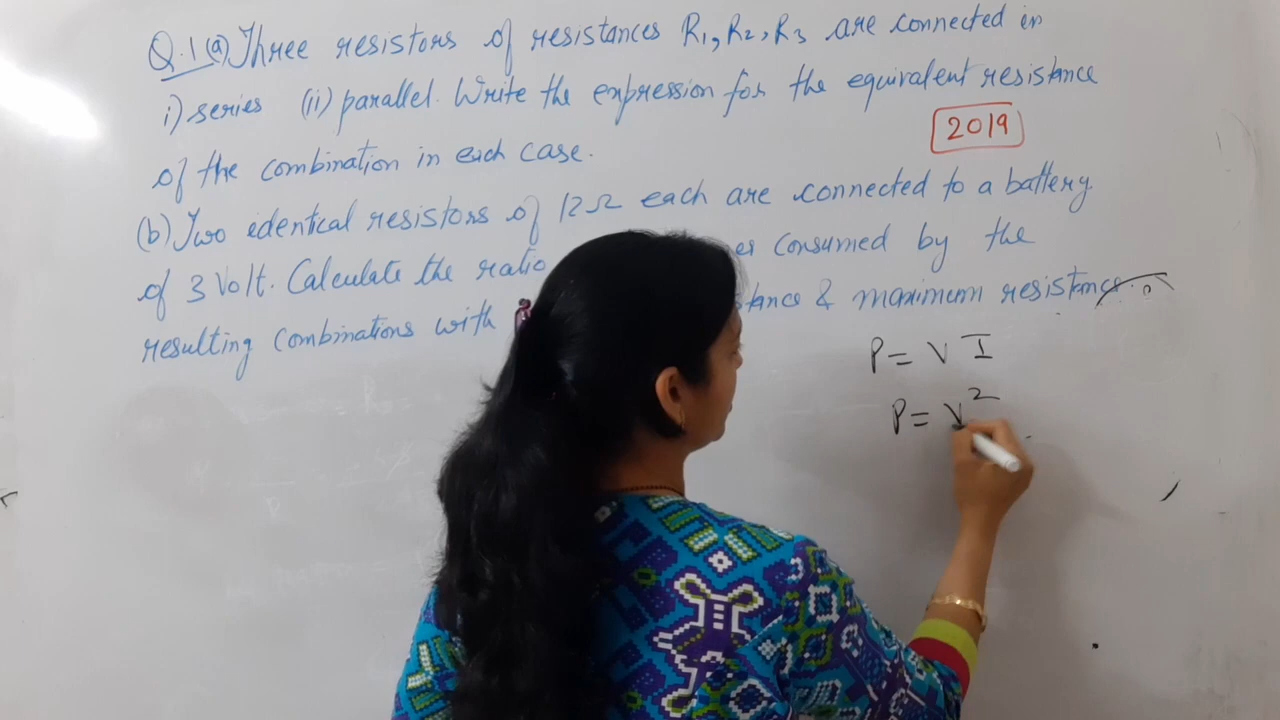 Q.1(a) Three resistors of resistances R1, R2, R3 are connected in
i) series (ii) parallel. Write the expression for the equivalent resistance
of the combination in each case.
2019
(b) Two identical resistors of 12Ω each are connected to a battery
of 3 Volt. Calculate the ratio consumed by the
resulting combinations with & maximum resistance
P = V I
P = V²